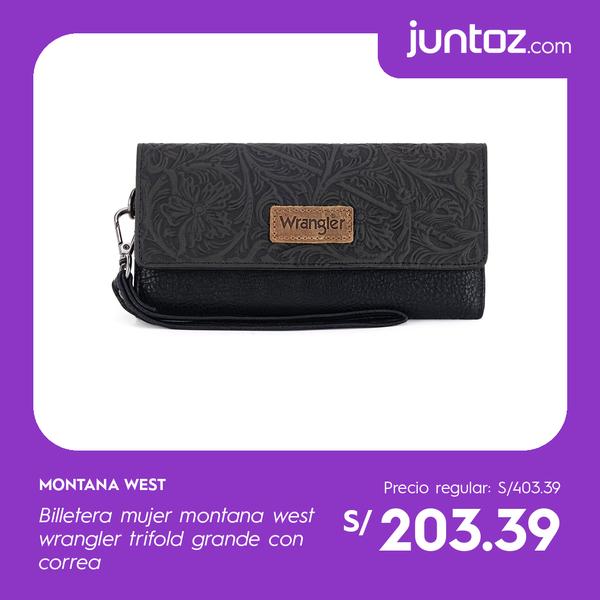 juntoz.com
Wrangler
MONTANA WEST
Billetera mujer montana west
wrangler trifold grande con
correa
Precio regular: S/403.39
S/203.39